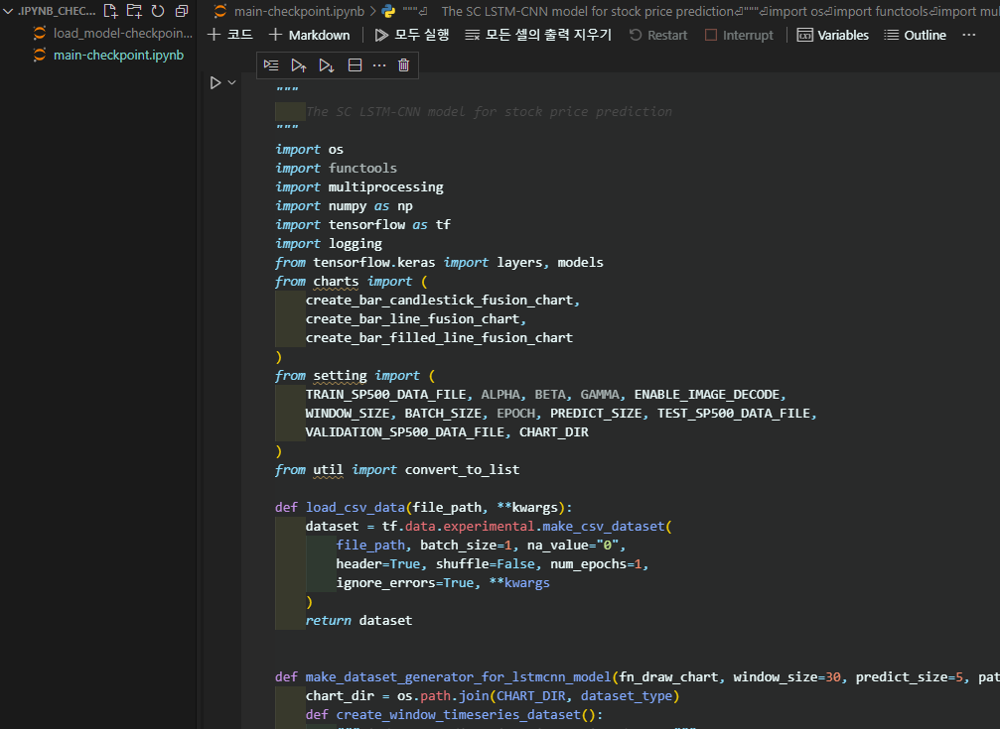 .IPYNB_CHEC...
load_model-checkpoin...
main-checkpoint.ipynb
main-checkpoint.ipynb > """⏎ The SC LSTM-CNN model for stock price prediction⏎"""⏎import os⏎import functools⏎import mul
+ 코드 + Markdown 모두 실행 모든 셀의 출력 지우기 Restart Interrupt Variables Outline ...
"""
The SC LSTM-CNN model for stock price prediction
"""
import os
import functools
import multiprocessing
import numpy as np
import tensorflow as tf
import logging
from tensorflow.keras import layers, models
from charts import (
create_bar_candlestick_fusion_chart,
create_bar_line_fusion_chart,
create_bar_filled_line_fusion_chart
)
from setting import (
TRAIN_SP500_DATA_FILE, ALPHA, BETA, GAMMA, ENABLE_IMAGE_DECODE,
WINDOW_SIZE, BATCH_SIZE, EPOCH, PREDICT_SIZE, TEST_SP500_DATA_FILE,
VALIDATION_SP500_DATA_FILE, CHART_DIR
)
from util import convert_to_list
def load_csv_data(file_path, **kwargs):
dataset = tf.data.experimental.make_csv_dataset(
file_path, batch_size=1, na_value="0",
header=True, shuffle=False, num_epochs=1,
ignore_errors=True, **kwargs
)
return dataset
def make_dataset_generator_for_lstmcnn_model(fn_draw_chart, window_size=30, predict_size=5, pat
chart_dir = os.path.join(CHART_DIR, dataset_type)
def create_window_timeseries_dataset():